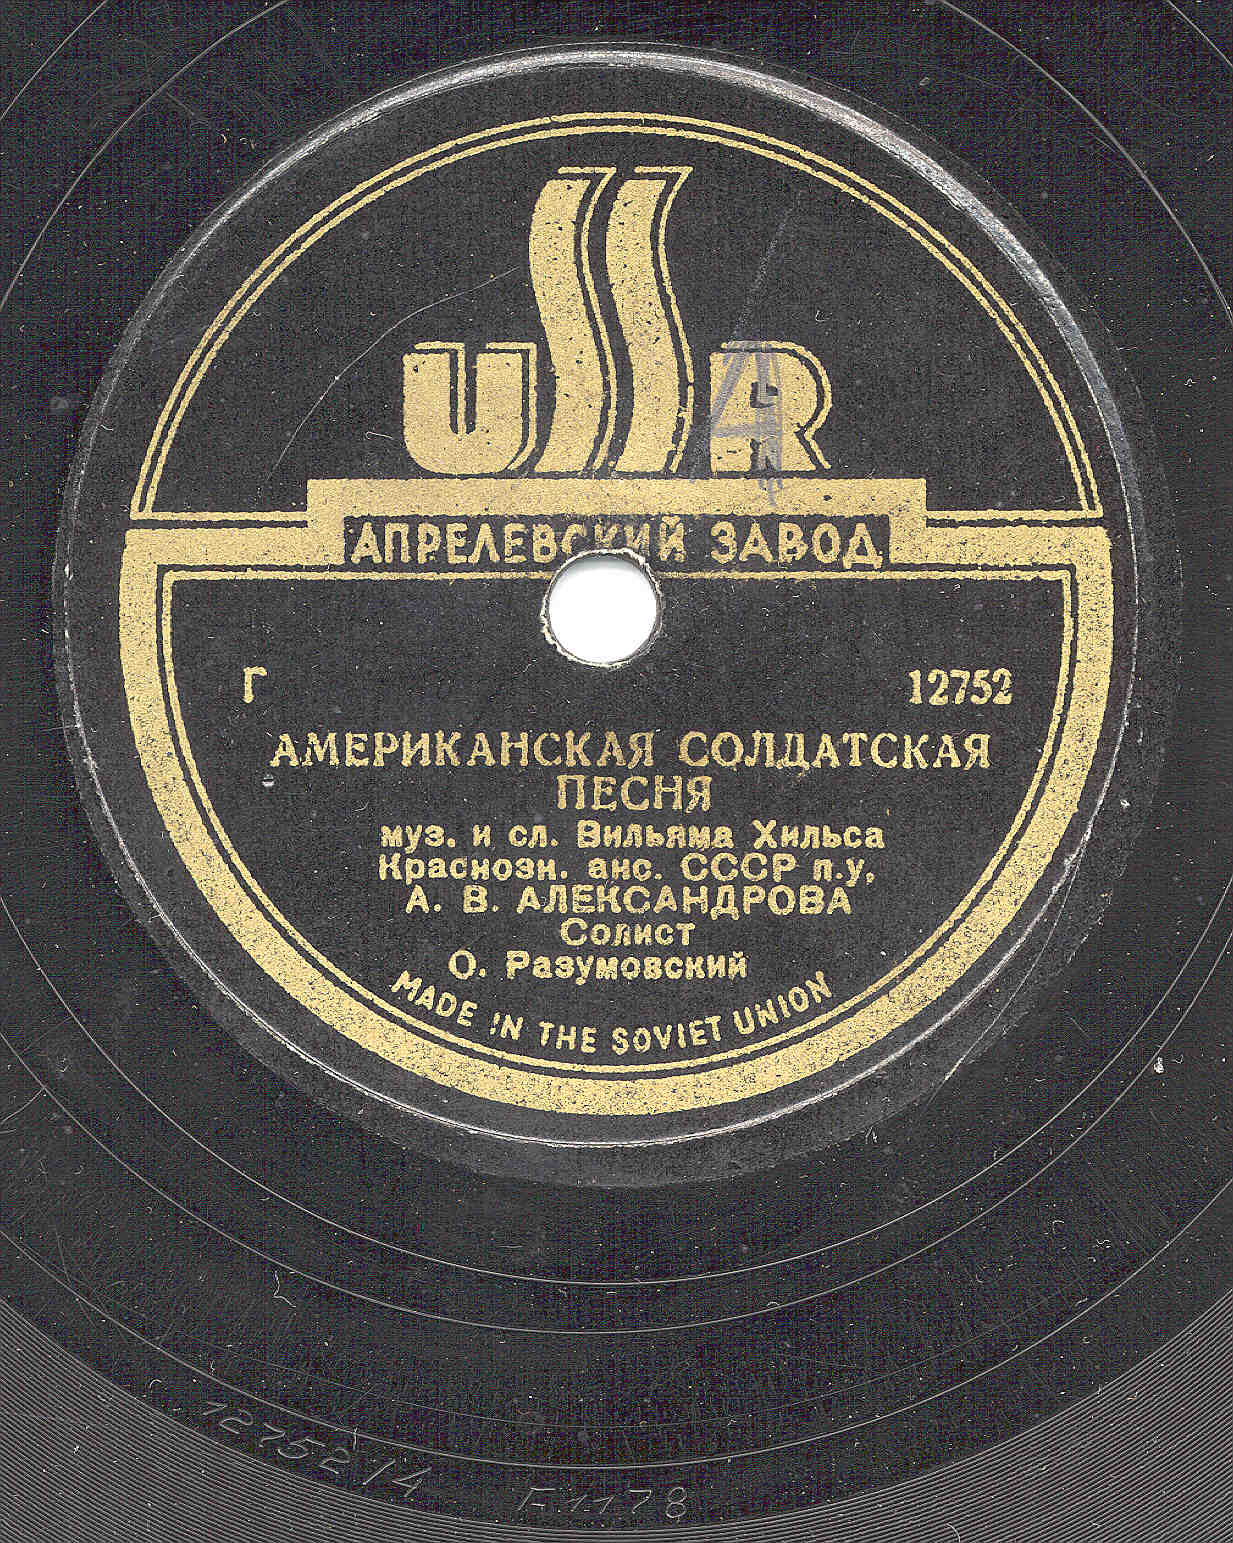 USSR
АПРЕЛЕВСКИЙ ЗАВОД
Г 12752
АМЕРИКАНСКАЯ СОЛДАТСКАЯ
ПЕСНЯ
муз. и сл. Вильяма Хильса
Краснозн. анс. СССР п.у.
А. В. АЛЕКСАНДРОВА
Солист
О. Разумовский
MADE IN THE SOVIET UNION
12752/4